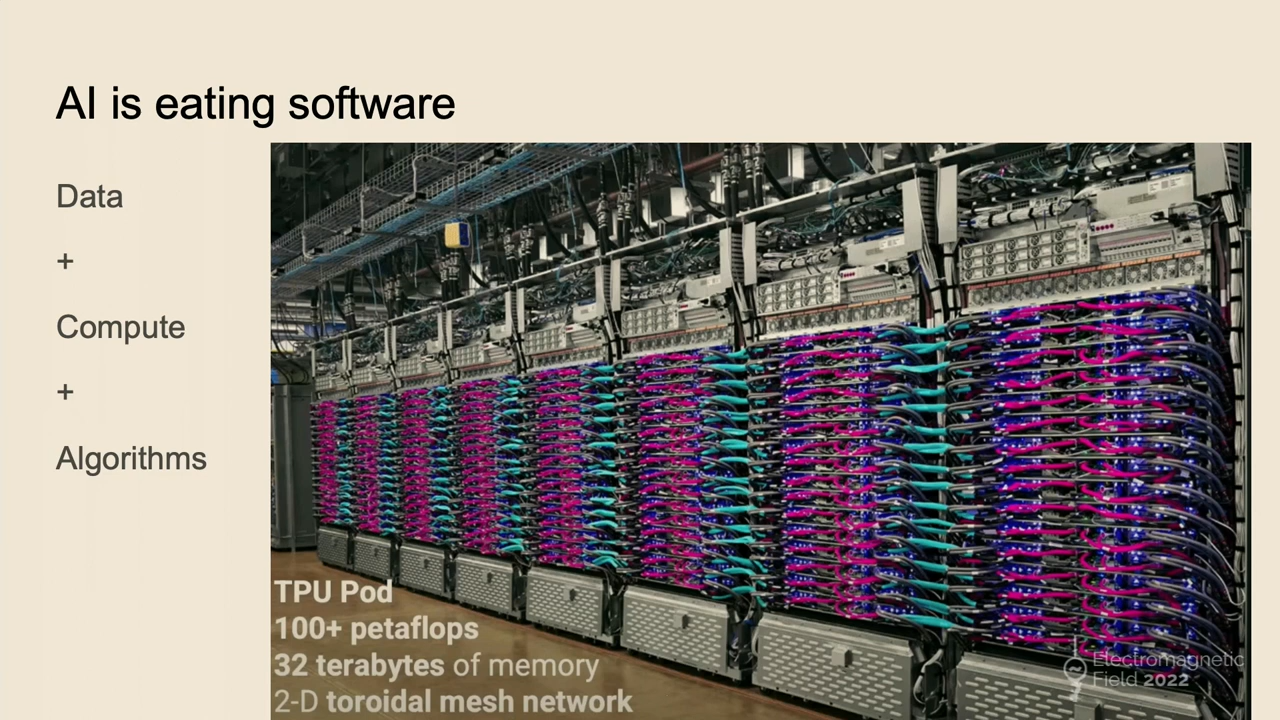 AI is eating software
Data
+
Compute
+
Algorithms
TPU Pod
100+ petaflops
32 terabytes of memory
2-D toroidal mesh network
Electromagnetic
Field 2022